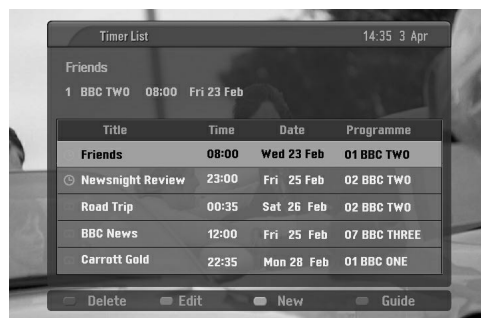 Timer List 14:35 3 Apr
Friends
1 BBC TWO 08:00 Fri 23 Feb
Title Time Date Programme
Friends 08:00 Wed 23 Feb 01 BBC TWO
Newsnight Review 23:00 Fri 25 Feb 02 BBC TWO
Road Trip 00:35 Sat 26 Feb 02 BBC TWO
BBC News 12:00 Fri 25 Feb 07 BBC THREE
Carrott Gold 22:35 Mon 28 Feb 01 BBC ONE
Delete Edit New Guide